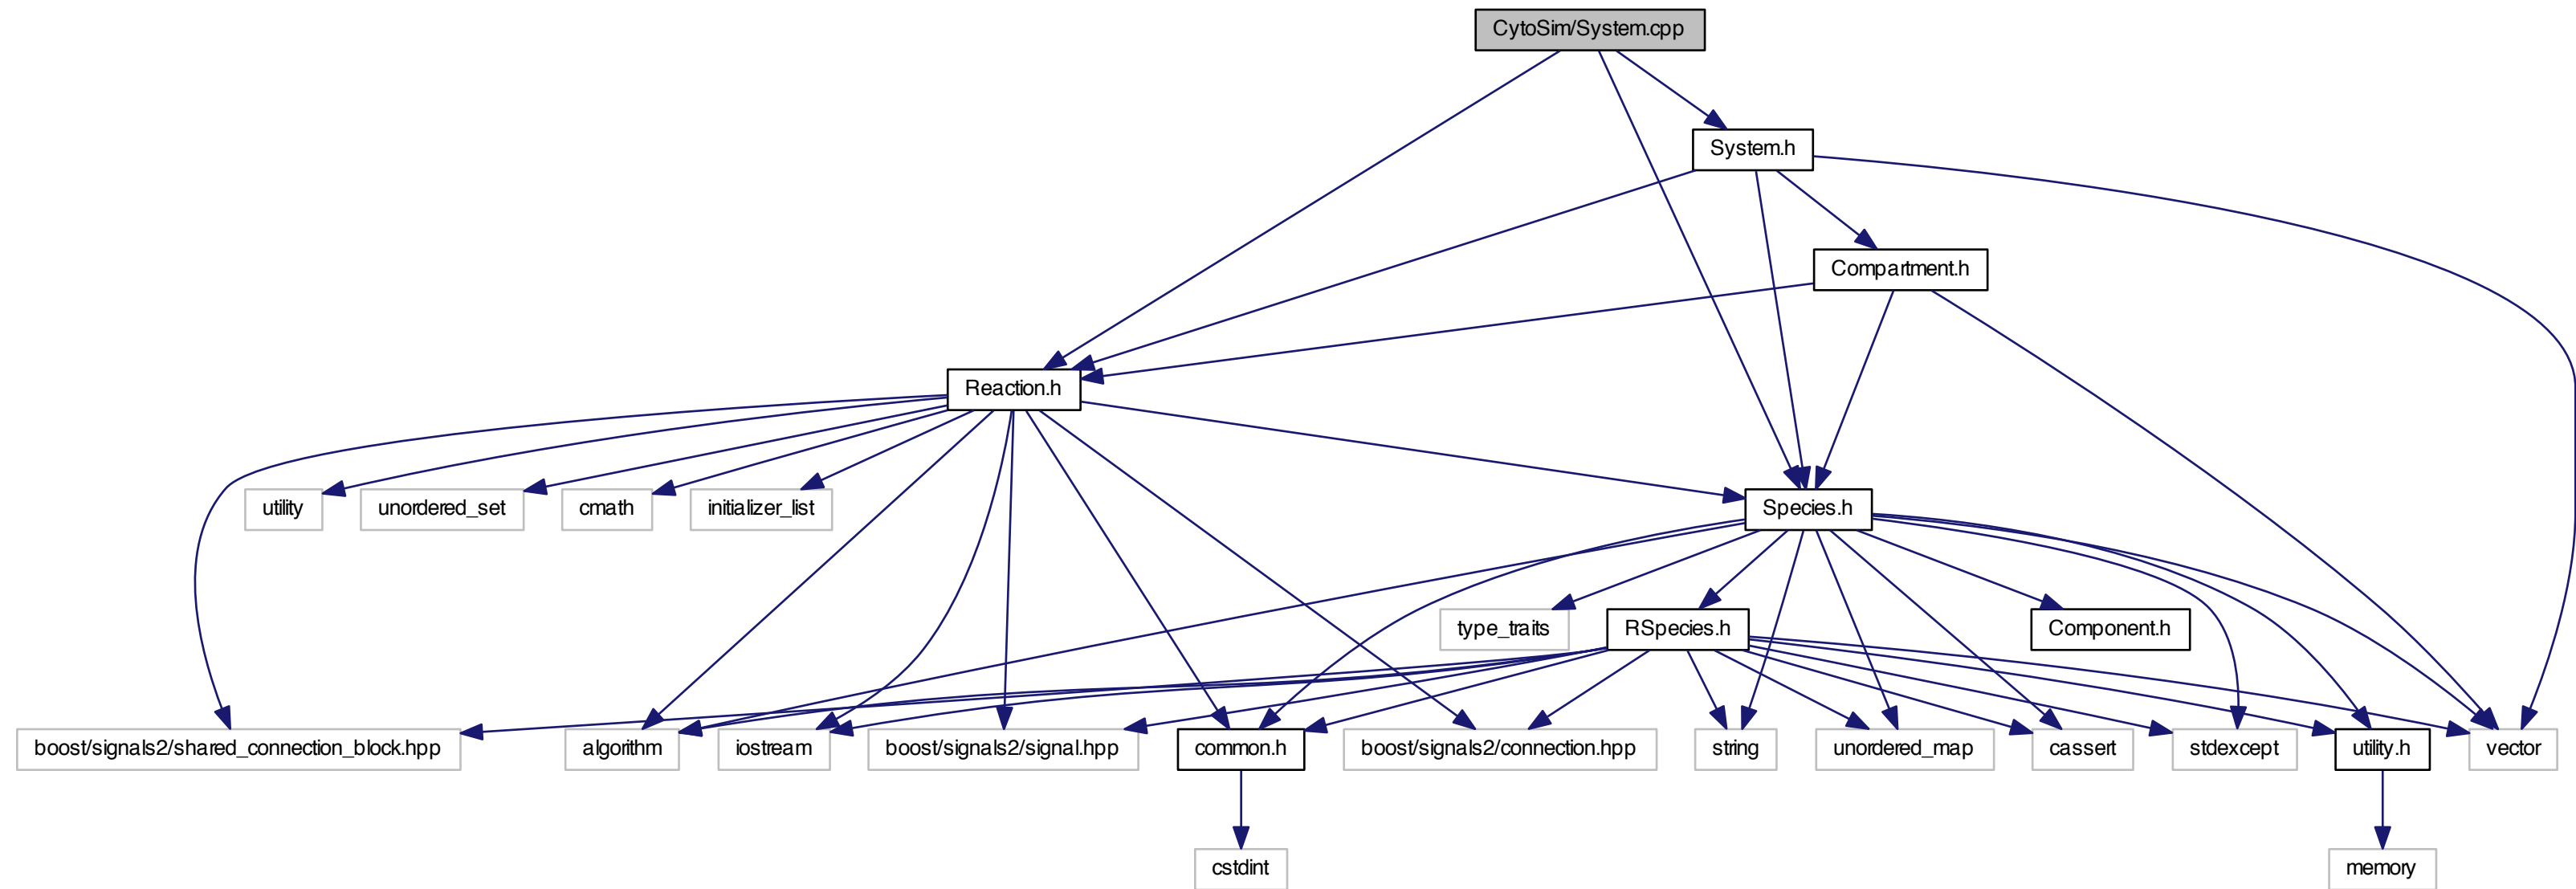 CytoSim/System.cpp
System.h
Compartment.h
Reaction.h
utility
unordered_set
cmath
initializer_list
Species.h
type_traits
RSpecies.h
Component.h
boost/signals2/shared_connection_block.hpp
algorithm
iostream
boost/signals2/signal.hpp
common.h
boost/signals2/connection.hpp
string
unordered_map
cassert
stdexcept
utility.h
vector
cstdint
memory